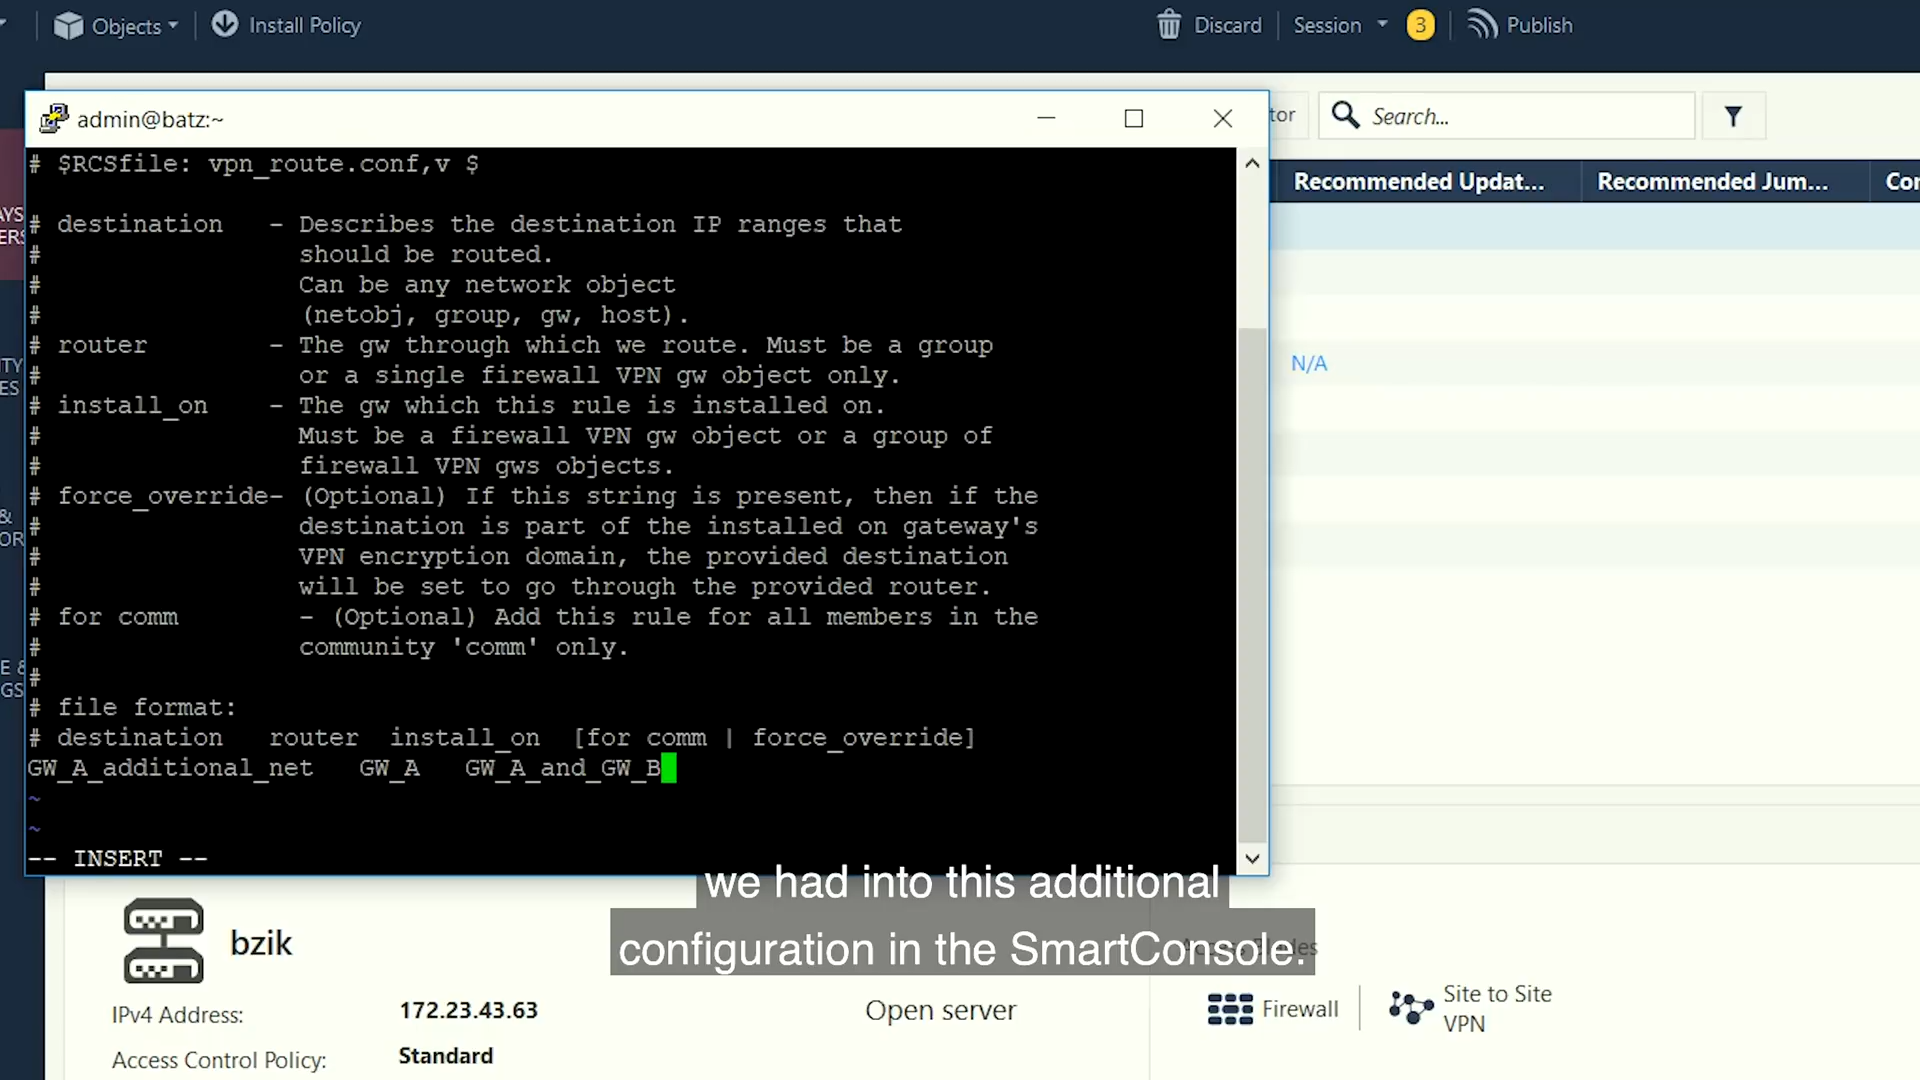 Objects
Install Policy
Discard
Session
3
Publish
admin@batz:~
tor
Search...
Recommended Updat...
Recommended Jum...
Cor
# $RCSfile: vpn_route.conf,v $
# destination   - Describes the destination IP ranges that
#                 should be routed.
#                 Can be any network object
#                 (netobj, group, gw, host).
# router        - The gw through which we route. Must be a group
#                 or a single firewall VPN gw object only.
# install_on    - The gw which this rule is installed on.
#                 Must be a firewall VPN gw object or a group of
#                 firewall VPN gws objects.
# force_override- (Optional) If this string is present, then if the
#                 destination is part of the installed on gateway's
#                 VPN encryption domain, the provided destination
#                 will be set to go through the provided router.
# for comm        - (Optional) Add this rule for all members in the
#                 community 'comm' only.
#
# file format:
# destination   router  install_on  [for comm | force_override]
GW_A_additional_net   GW_A   GW_A_and_GW_B
~
~
-- INSERT --
AYS
ERS
ITY
ES
&
OR
E &
GS
N/A
we had into this additional
configuration in the SmartConsole.
bzik
IPv4 Address:
172.23.43.63
Open server
Access Control Policy:
Standard
Firewall
Site to Site
VPN